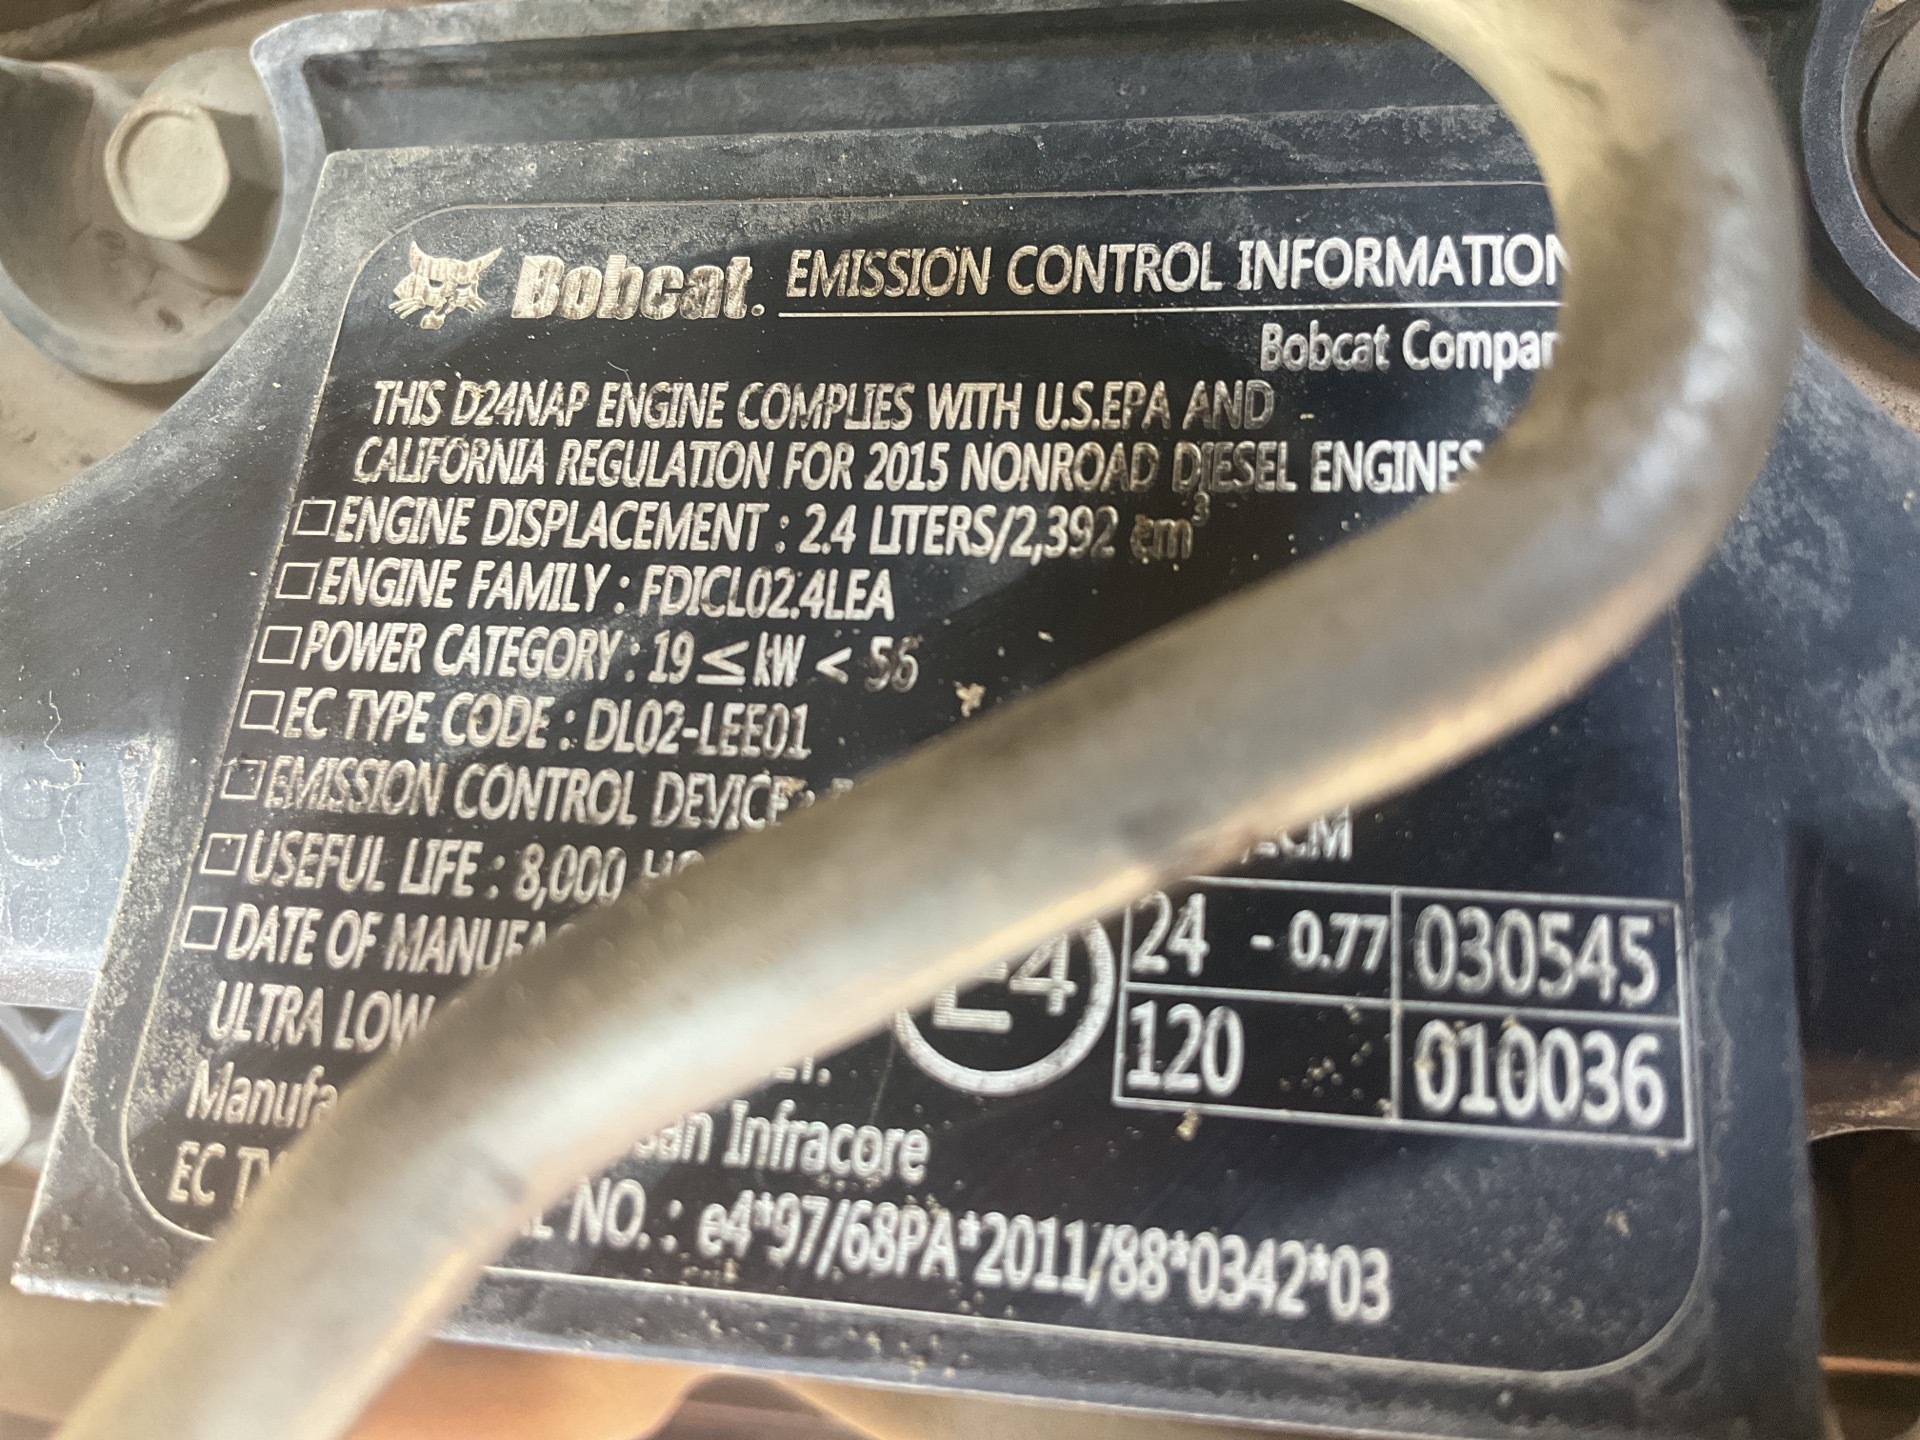 Bobcat. EMISSION CONTROL INFORMATION
Bobcat
THIS D24NAP ENGINE COMPLIES WITH U.S.EPA AND
CALIFORNIA REGULATION FOR 2015 NONROAD DIESEL ENGINES
□ENGINE DISPLACEMENT : 2.4 LITERS/2,392 cm³
□ENGINE FAMILY : FDICL02.4LEA
□POWER CATEGORY : 19 ≤ kW < 56
□EC TYPE CODE : DL02-LEE01
□EMISSION CONTROL DEVICE :
□USEFUL LIFE : 8,000
□DATE OF
ULTRA LOW
Infracore
EC
NO. : e4*97/68PA*2011/88*0342*03
E4
24 - 0.77 030545
120 010036